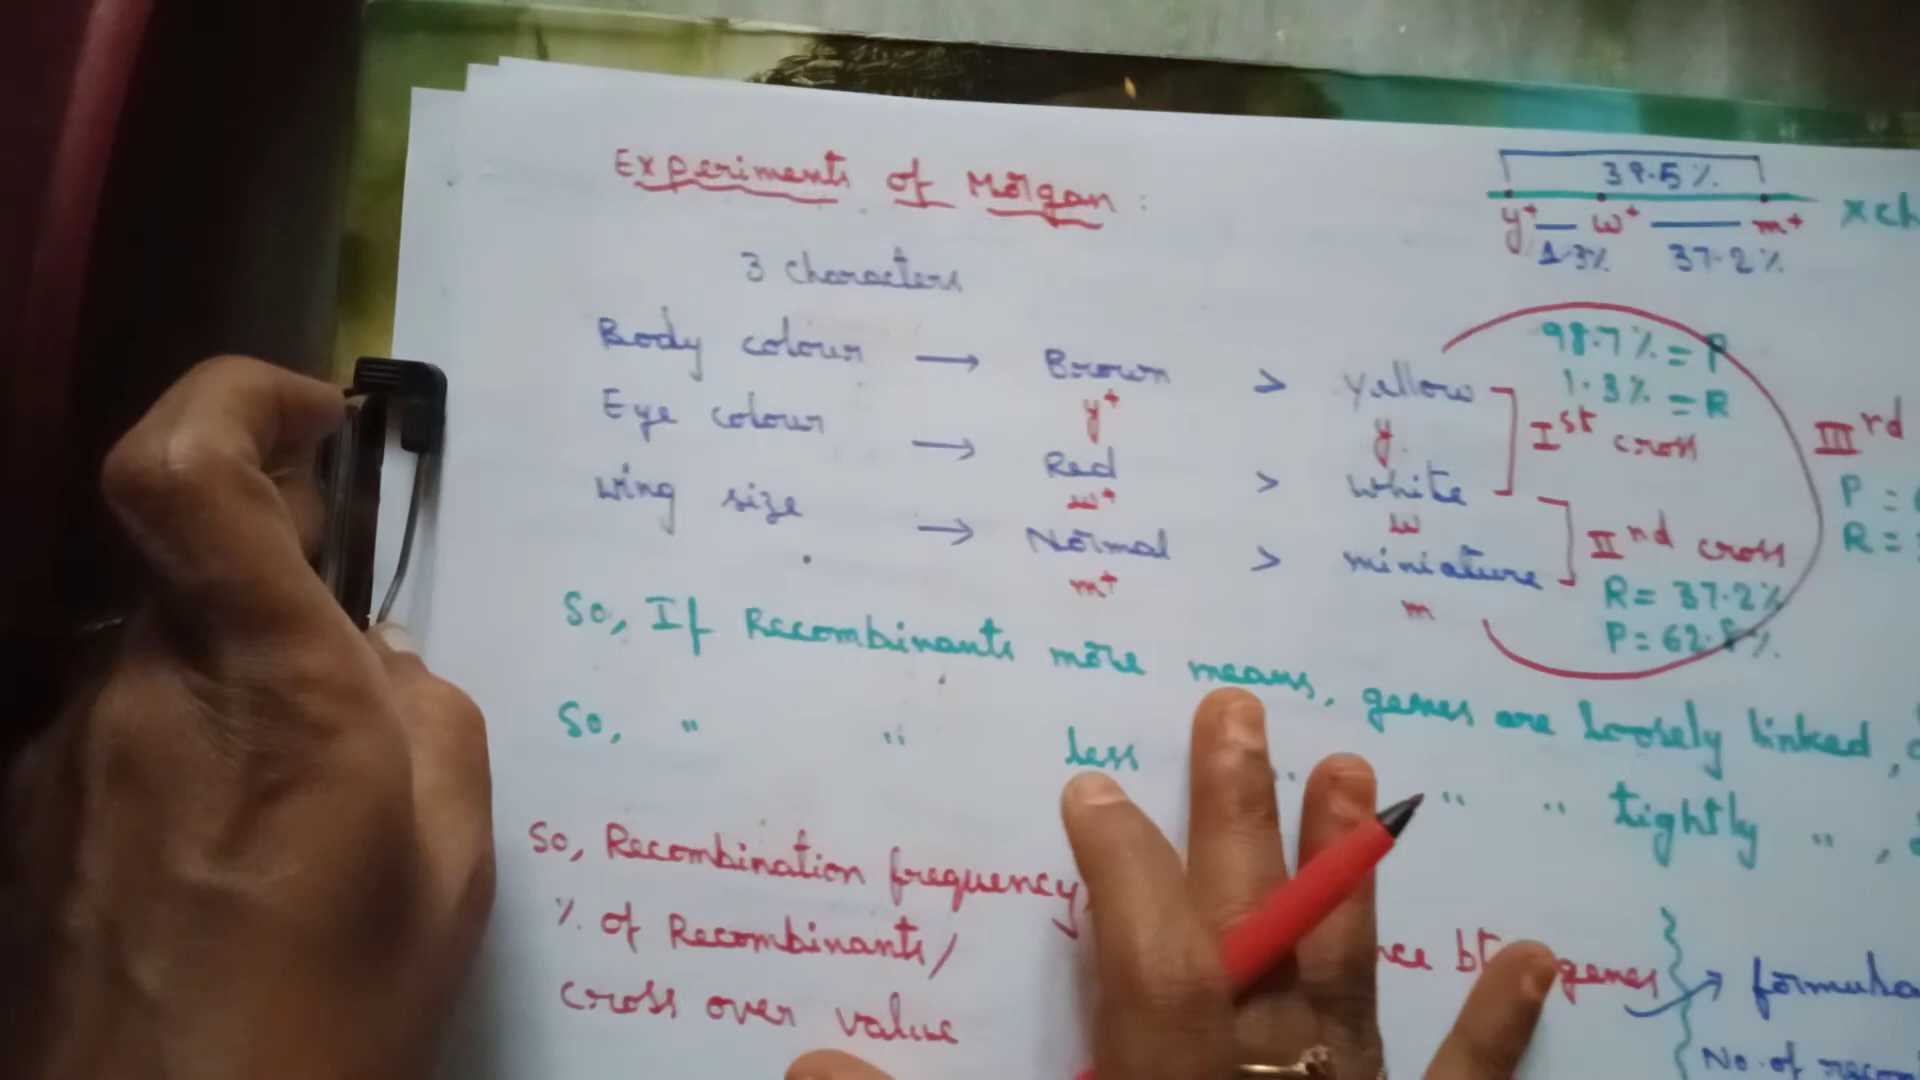 Experiments of Morgan :
3 characters
Body colour → Brown > yellow
y+ y
Eye colour → Red > white
w+ w
wing size → Normal > miniature
m+ m
39.5%
y+ — w+ — m+
1.3% 37.2%
98.7% = P
1.3% = R
Ist cross
IInd cross
R = 37.2%
P = 62.8%
IIIrd
P =
R =
So, If Recombinants more means, genes are loosely linked,
So, " " less " " tightly " ,
So, Recombination frequency
% of Recombinants/
cross over value
genes
→ formula
No. of